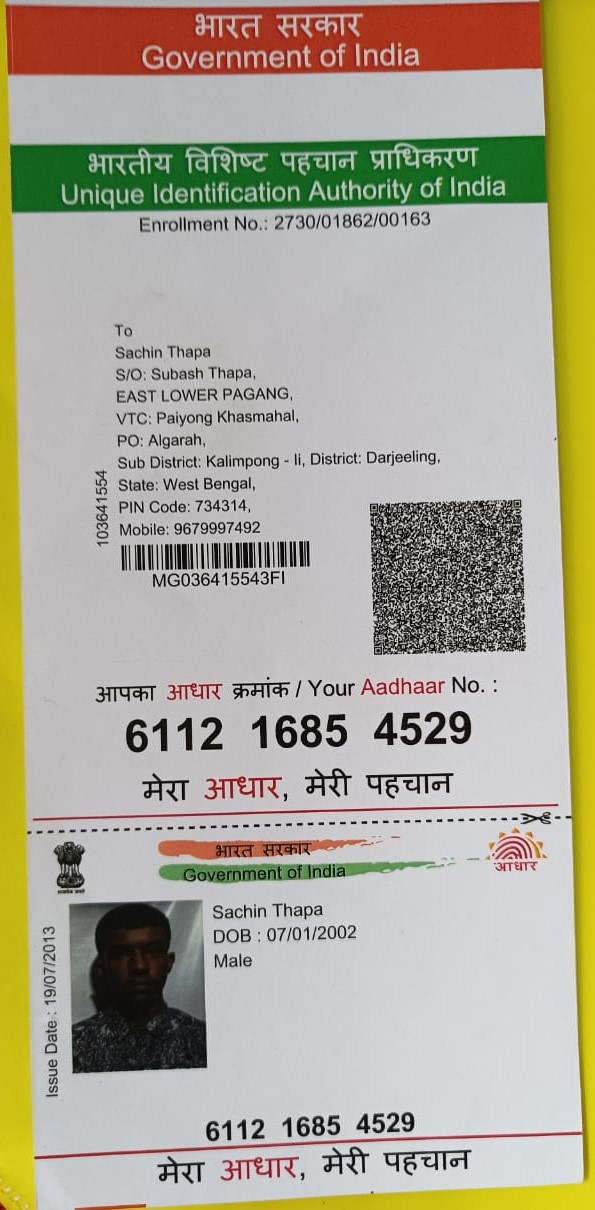 भारत सरकार
Government of India
भारतीय विशिष्ट पहचान प्राधिकरण
Unique Identification Authority of India
Enrollment No.: 2730/01862/00163
To
Sachin Thapa
S/O: Subash Thapa,
EAST LOWER PAGANG,
VTC: Paiyong Khasmahal,
PO: Algarah,
Sub District: Kalimpong - Ii, District: Darjeeling,
State: West Bengal,
PIN Code: 734314,
Mobile: 9679997492
103641554
MG036415543FI
आपका आधार क्रमांक / Your Aadhaar No. :
6112 1685 4529
मेरा आधार, मेरी पहचान
भारत सरकार
Government of India
आधार
Sachin Thapa
DOB : 07/01/2002
Male
Issue Date : 19/07/2013
6112 1685 4529
मेरा आधार, मेरी पहचान